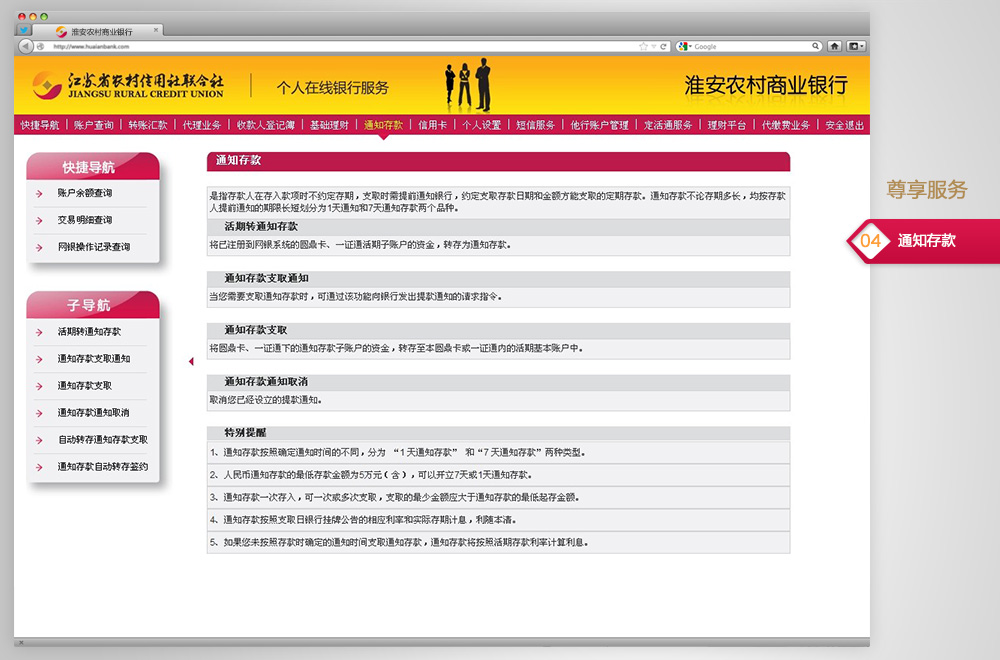 淮安农村商业银行
http://www.huaianbank.com
Google
江苏省农村信用社联合社
JIANGSU RURAL CREDIT UNION
个人在线银行服务
淮安农村商业银行
快捷导航 账户查询 转账汇款 代理业务 收款人登记簿 基础理财 通知存款 信用卡 个人设置 短信服务 他行账户管理 定活通服务 理财平台 代缴费业务 安全退出
快捷导航
账户余额查询
交易明细查询
网银操作记录查询
子导航
活期转通知存款
通知存款支取通知
通知存款支取
通知存款通知取消
自动转存通知存款支取
通知存款自动转存签约
通知存款
是指存款人在存入款项时不约定存期，支取时需提前通知银行，约定支取存款日期和金额方能支取的定期存款。通知存款不论存期多长，均按存款
人提前通知的期限长短划分为1天通知和7天通知存款两个品种。
活期转通知存款
将已注册到网银系统的圆鼎卡、一证通活期子账户的资金，转存为通知存款。
通知存款支取通知
当您需要支取通知存款时，可通过该功能向银行发出提款通知的请求指令。
通知存款支取
将圆鼎卡、一证通下的通知存款子账户的资金，转存至本圆鼎卡或一证通内的活期基本账户中。
通知存款通知取消
取消您已经设立的提款通知。
特别提醒
1、通知存款按照确定通知时间的不同，分为 “1天通知存款” 和“7天通知存款”两种类型。
2、人民币通知存款的最低存款金额为5万元（含），可以开立7天或1天通知存款。
3、通知存款一次存入，可一次或多次支取，支取的最少金额应大于通知存款的最低起存金额。
4、通知存款按照支取日银行挂牌公告的相应利率和实际存期计息，利随本清。
5、如果您未按照存款时确定的通知时间支取通知存款，通知存款将按照活期存款利率计算利息。
尊享服务
04 通知存款